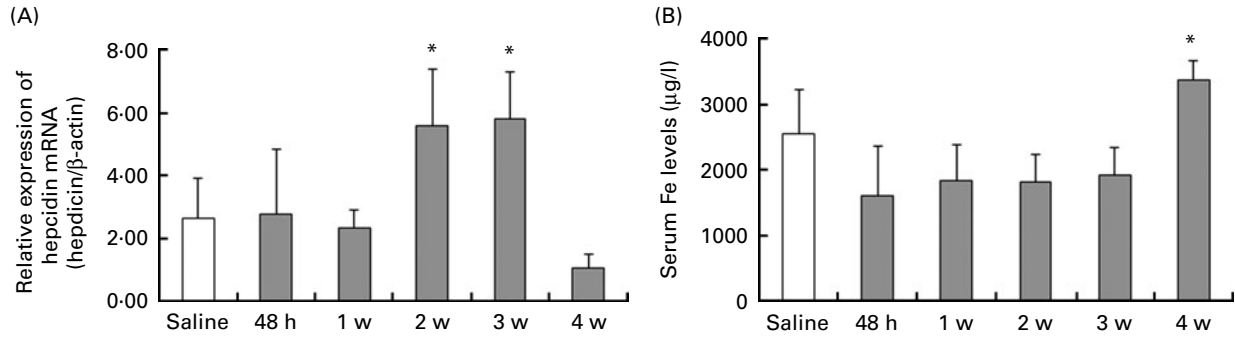 (A)
Relative expression of
hepcidin mRNA
(hepdicin/β-actin)
8·00
6·00
4·00
2·00
0·00
*
*
Saline 48 h 1 w 2 w 3 w 4 w
(B)
Serum Fe levels (µg/l)
4000
3000
2000
1000
0
*
Saline 48 h 1 w 2 w 3 w 4 w